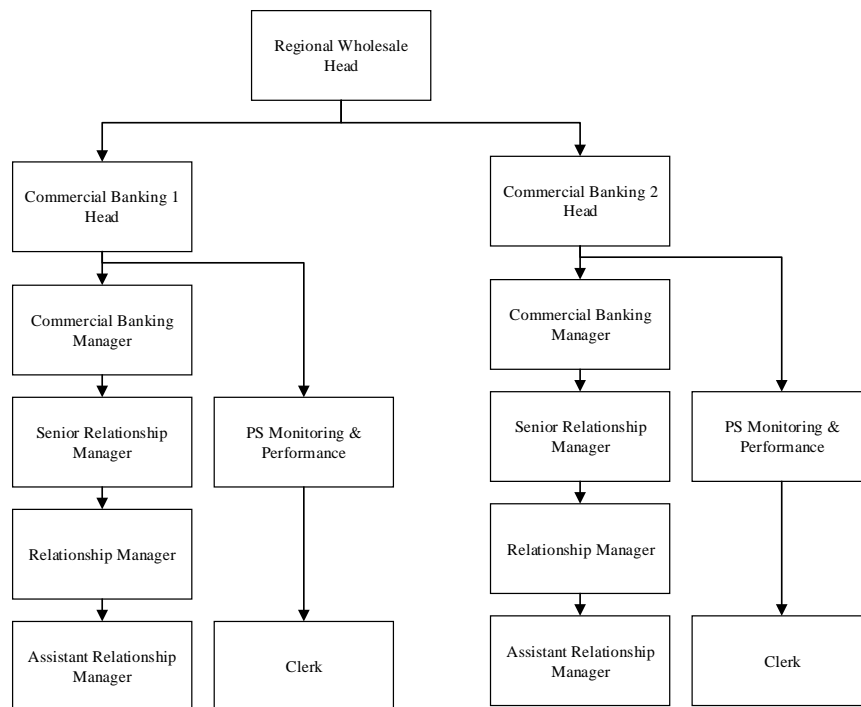 Regional Wholesale
Head
Commercial Banking 1
Head
Commercial Banking 2
Head
Commercial Banking
Manager
Commercial Banking
Manager
Senior Relationship
Manager
PS Monitoring &
Performance
Senior Relationship
Manager
PS Monitoring &
Performance
Relationship Manager
Relationship Manager
Assistant Relationship
Manager
Clerk
Assistant Relationship
Manager
Clerk